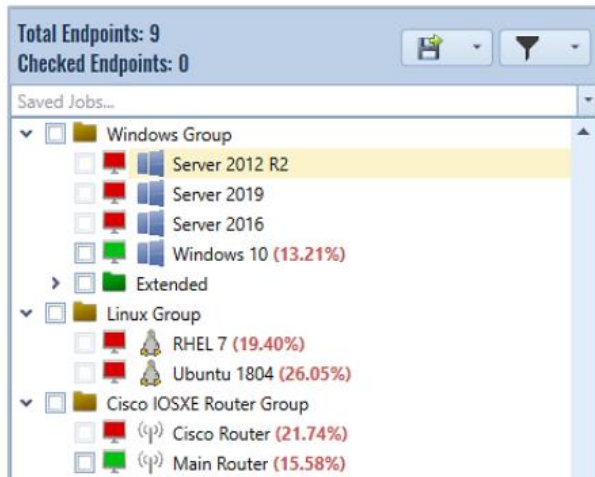 Total Endpoints: 9
Checked Endpoints: 0
Saved Jobs...
Windows Group
Server 2012 R2
Server 2019
Server 2016
Windows 10 (13.21%)
Extended
Linux Group
RHEL 7 (19.40%)
Ubuntu 1804 (26.05%)
Cisco IOSXE Router Group
Cisco Router (21.74%)
Main Router (15.58%)